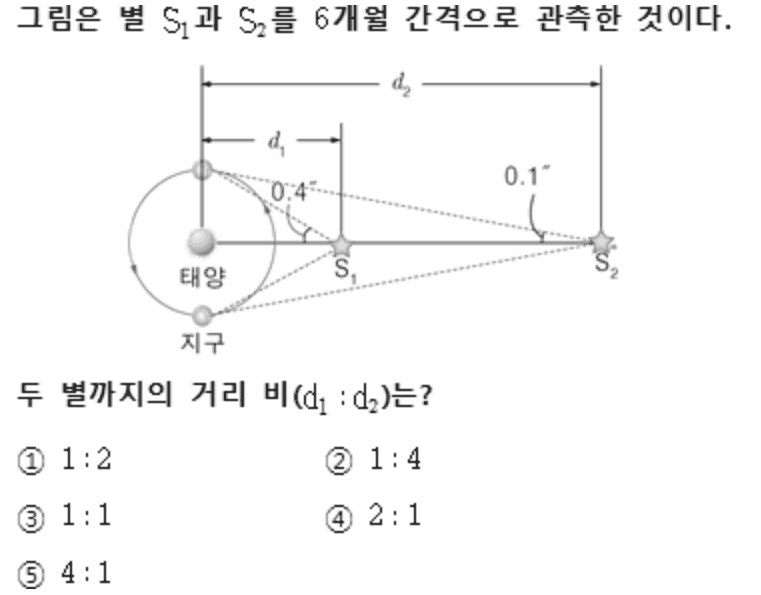 그림은 별 S₁과 S₂를 6개월 간격으로 관측한 것이다.
d₂
d₁
0.4″
0.1″
태양
S₁
S₂
지구
두 별까지의 거리 비(d₁ : d₂)는?
① 1:2
② 1:4
③ 1:1
④ 2:1
⑤ 4:1